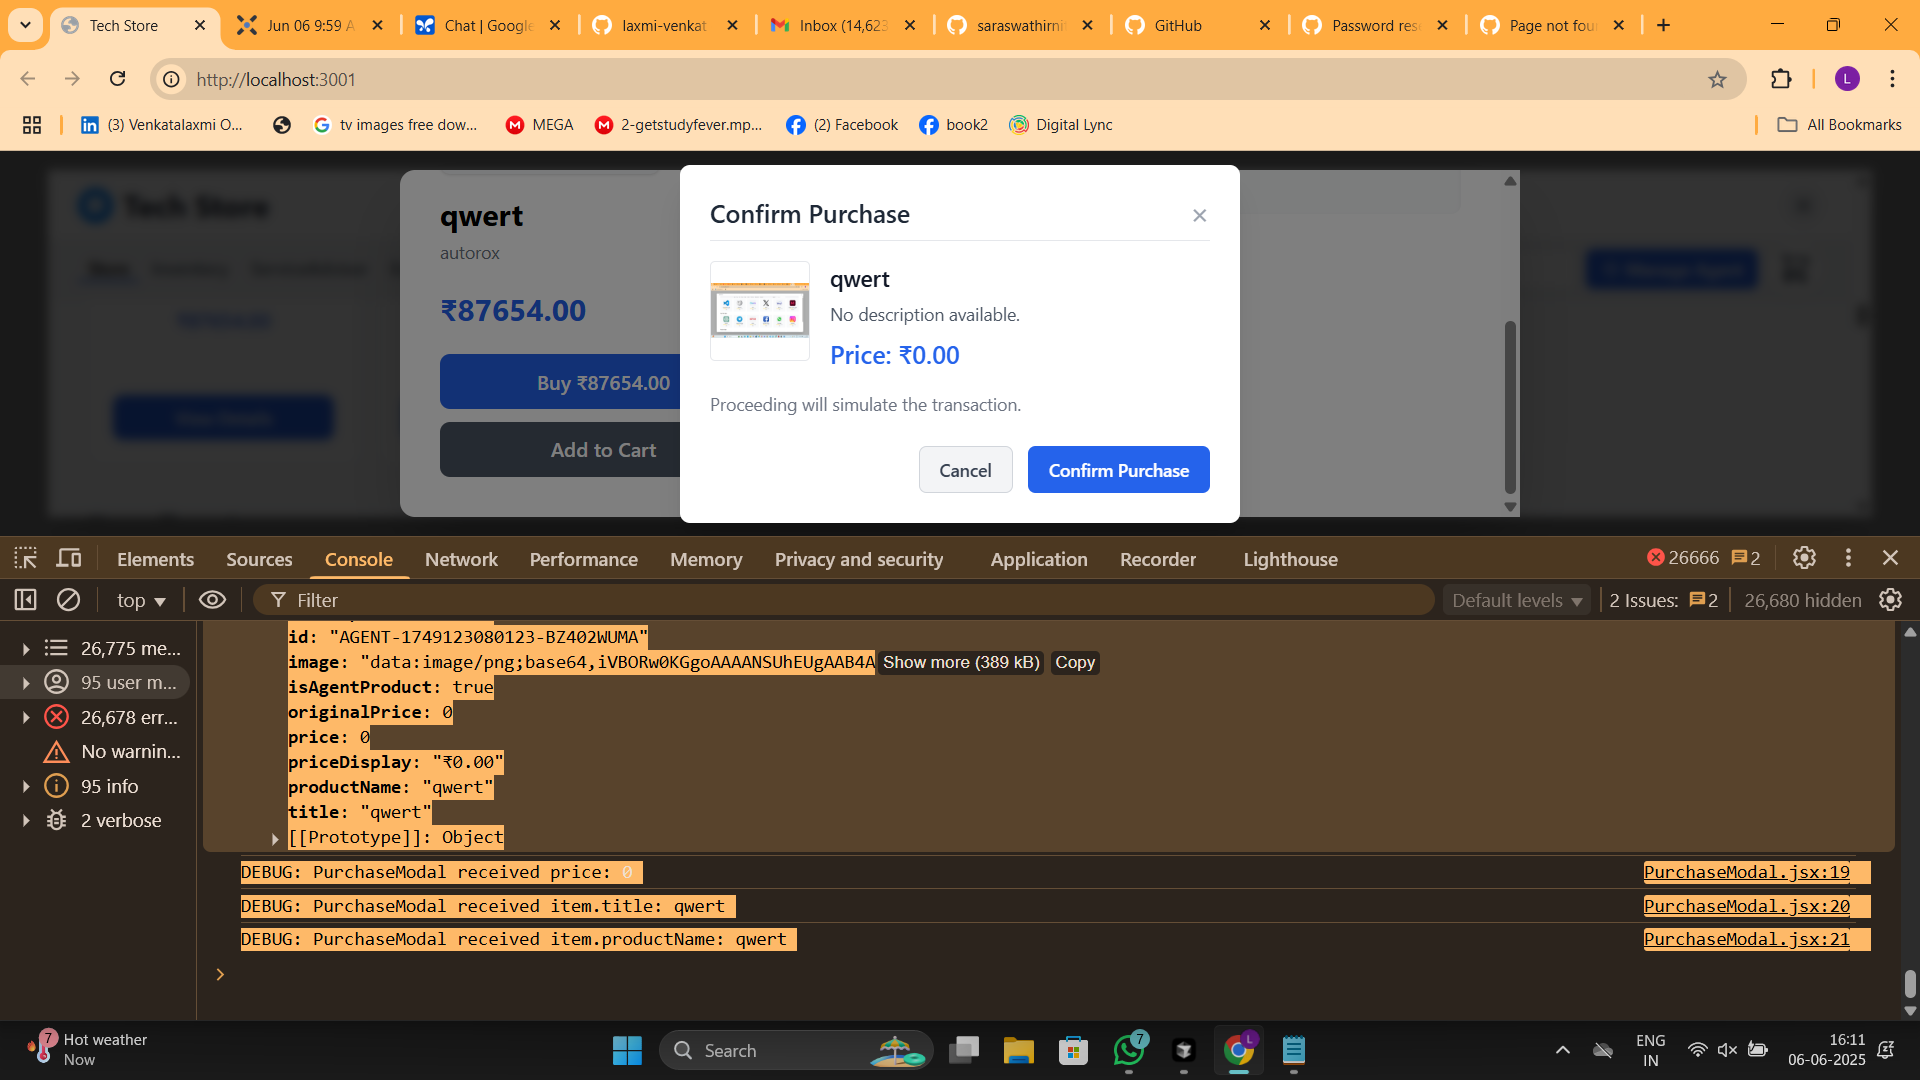 Tech Store
Jun 06 9:59 A
Chat | Google
laxmi-venkat
Inbox (14,623
saraswathirni
GitHub
Password res
Page not fou
http://localhost:3001
L
(3) Venkatalaxmi O...
tv images free dow...
MEGA
2-getstudyfever.mp...
(2) Facebook
book2
Digital Lync
All Bookmarks
Tech Store
qwert
autorox
₹87654.00
Buy ₹87654.00
Add to Cart
Confirm Purchase
qwert
No description available.
Price: ₹0.00
Proceeding will simulate the transaction.
Cancel
Confirm Purchase
Elements
Sources
Console
Network
Performance
Memory
Privacy and security
Application
Recorder
Lighthouse
26666
2
top
Filter
Default levels
2 Issues:
2
26,680 hidden
26,775 me...
95 user m...
26,678 err...
No warnin...
95 info
2 verbose
id: "AGENT-1749123080123-BZ402WUMA"
image: "data:image/png;base64,iVBORw0KGgoAAAANSUhEUgAAB4A Show more (389 kB) Copy
isAgentProduct: true
originalPrice: 0
price: 0
priceDisplay: "₹0.00"
productName: "qwert"
title: "qwert"
[[Prototype]]: Object
DEBUG: PurchaseModal received price: 0 PurchaseModal.jsx:19
DEBUG: PurchaseModal received item.title: qwert PurchaseModal.jsx:20
DEBUG: PurchaseModal received item.productName: qwert PurchaseModal.jsx:21
7
Hot weather
Now
Search
7
L
ENG
IN
16:11
06-06-2025